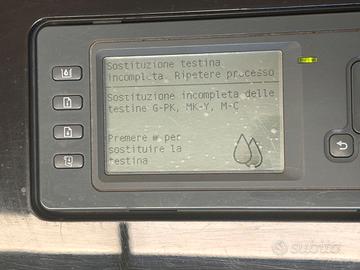 Sostituzione testina
incompleta. Ripetere processo
Sostituzione incompleta delle
testine G-PK, MK-Y, M-C
Premere per
sostituire la
testina
subito